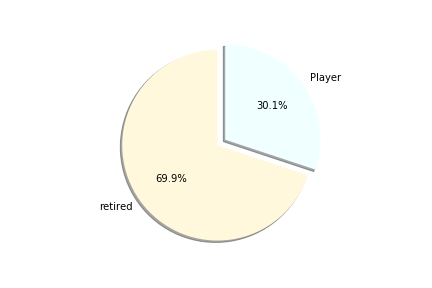 Player
30.1%
69.9%
retired